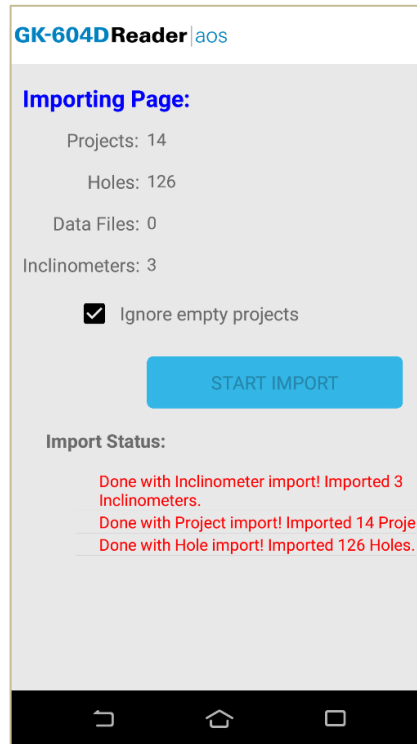 GK-604DReader|aos
Importing Page:
Projects: 14
Holes: 126
Data Files: 0
Inclinometers: 3
Ignore empty projects
START IMPORT
Import Status:
Done with Inclinometer import! Imported 3
Inclinometers.
Done with Project import! Imported 14 Proje
Done with Hole import! Imported 126 Holes.